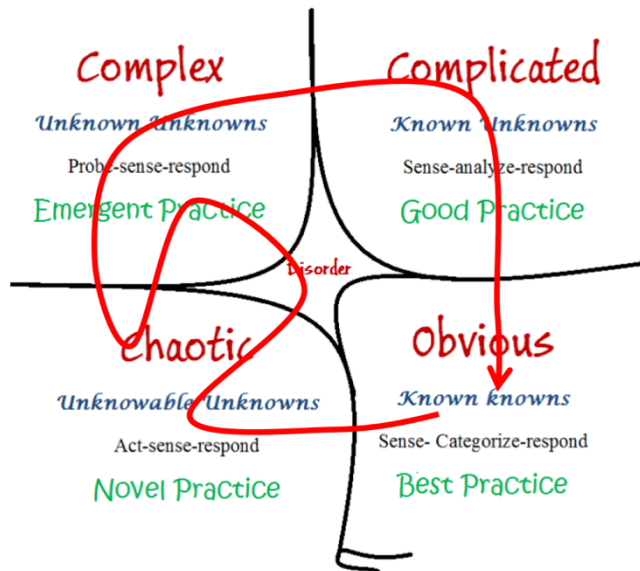 Complex
Unknown Unknowns
Probe-sense-respond
Emergent Practice
Complicated
Known Unknowns
Sense-analyze-respond
Good Practice
Disorder
Chaotic
Unknowable Unknowns
Act-sense-respond
Novel Practice
Obvious
Known knowns
Sense- Categorize-respond
Best Practice